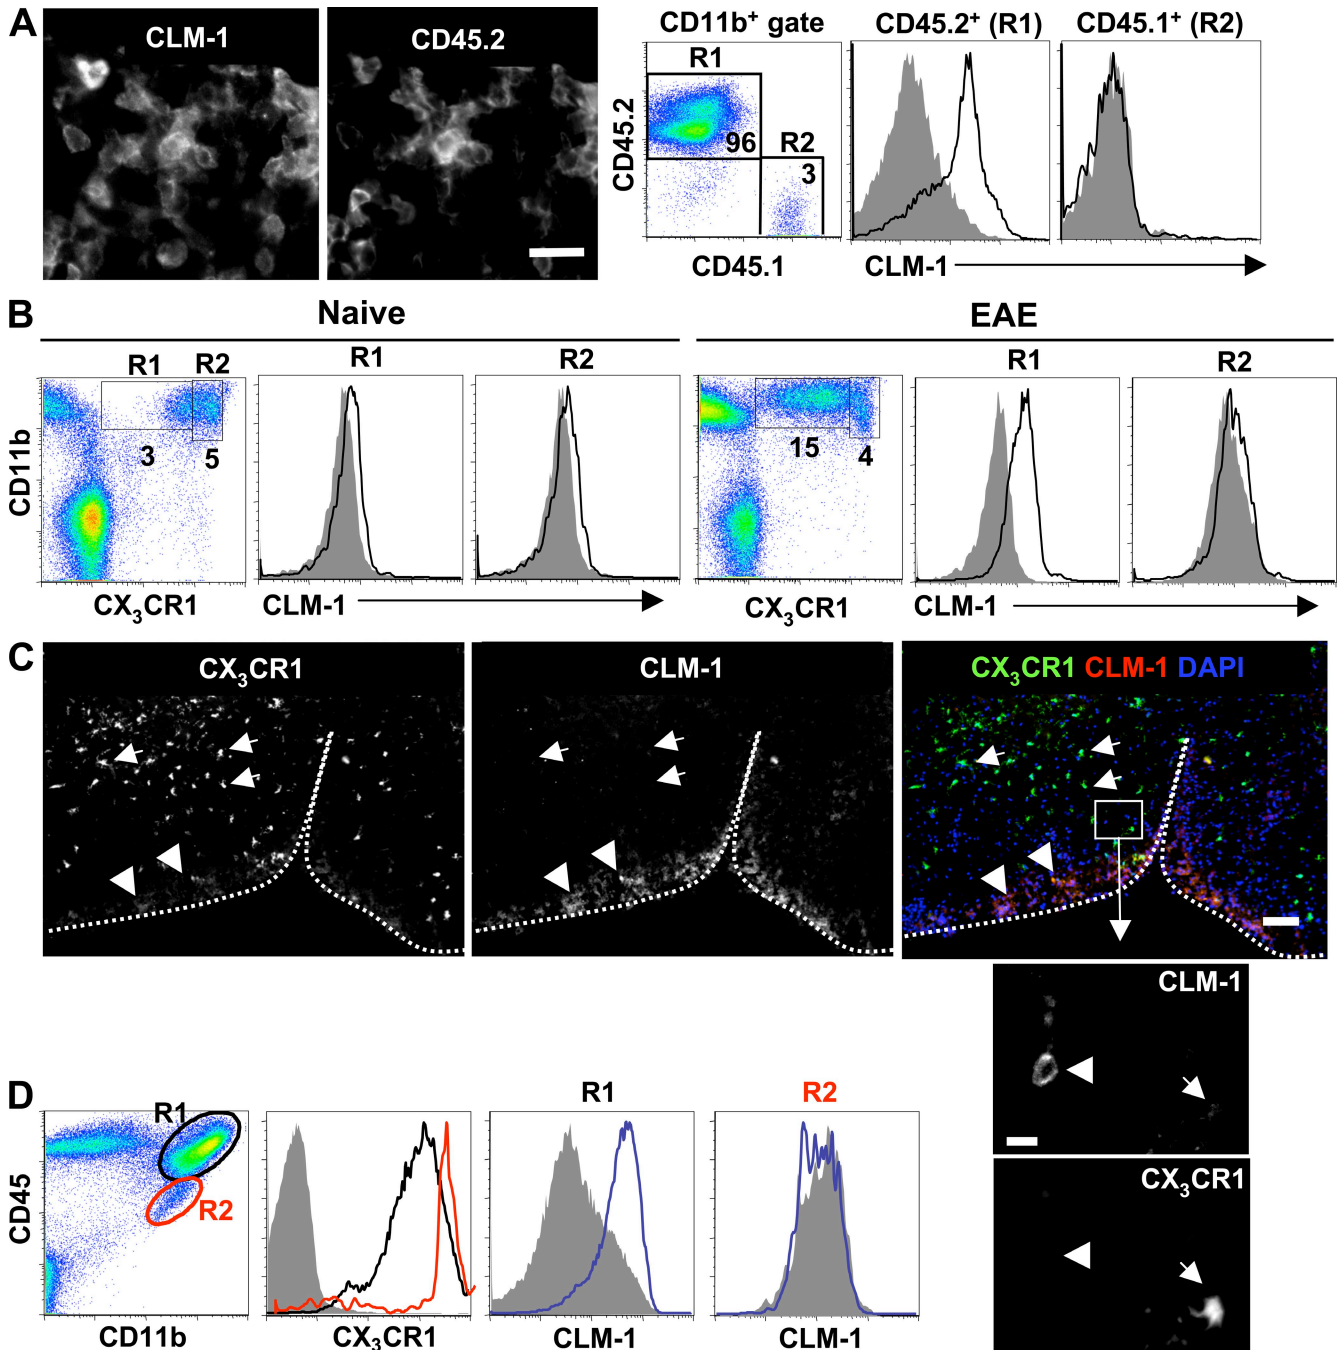 A
CLM-1
CD45.2
CD11b+ gate
CD45.2+ (R1)
CD45.1+ (R2)
R1
96
R2
3
CD45.2
CD45.1
CLM-1
B
Naive
EAE
R1
R2
R1
R2
R1
R2
3
5
15
4
CD11b
CX3CR1
CLM-1
CX3CR1
CLM-1
C
CX3CR1
CLM-1
CX3CR1 CLM-1 DAPI
CLM-1
CX3CR1
D
R1
R2
R1
R2
CD45
CD11b
CX3CR1
CLM-1
CLM-1